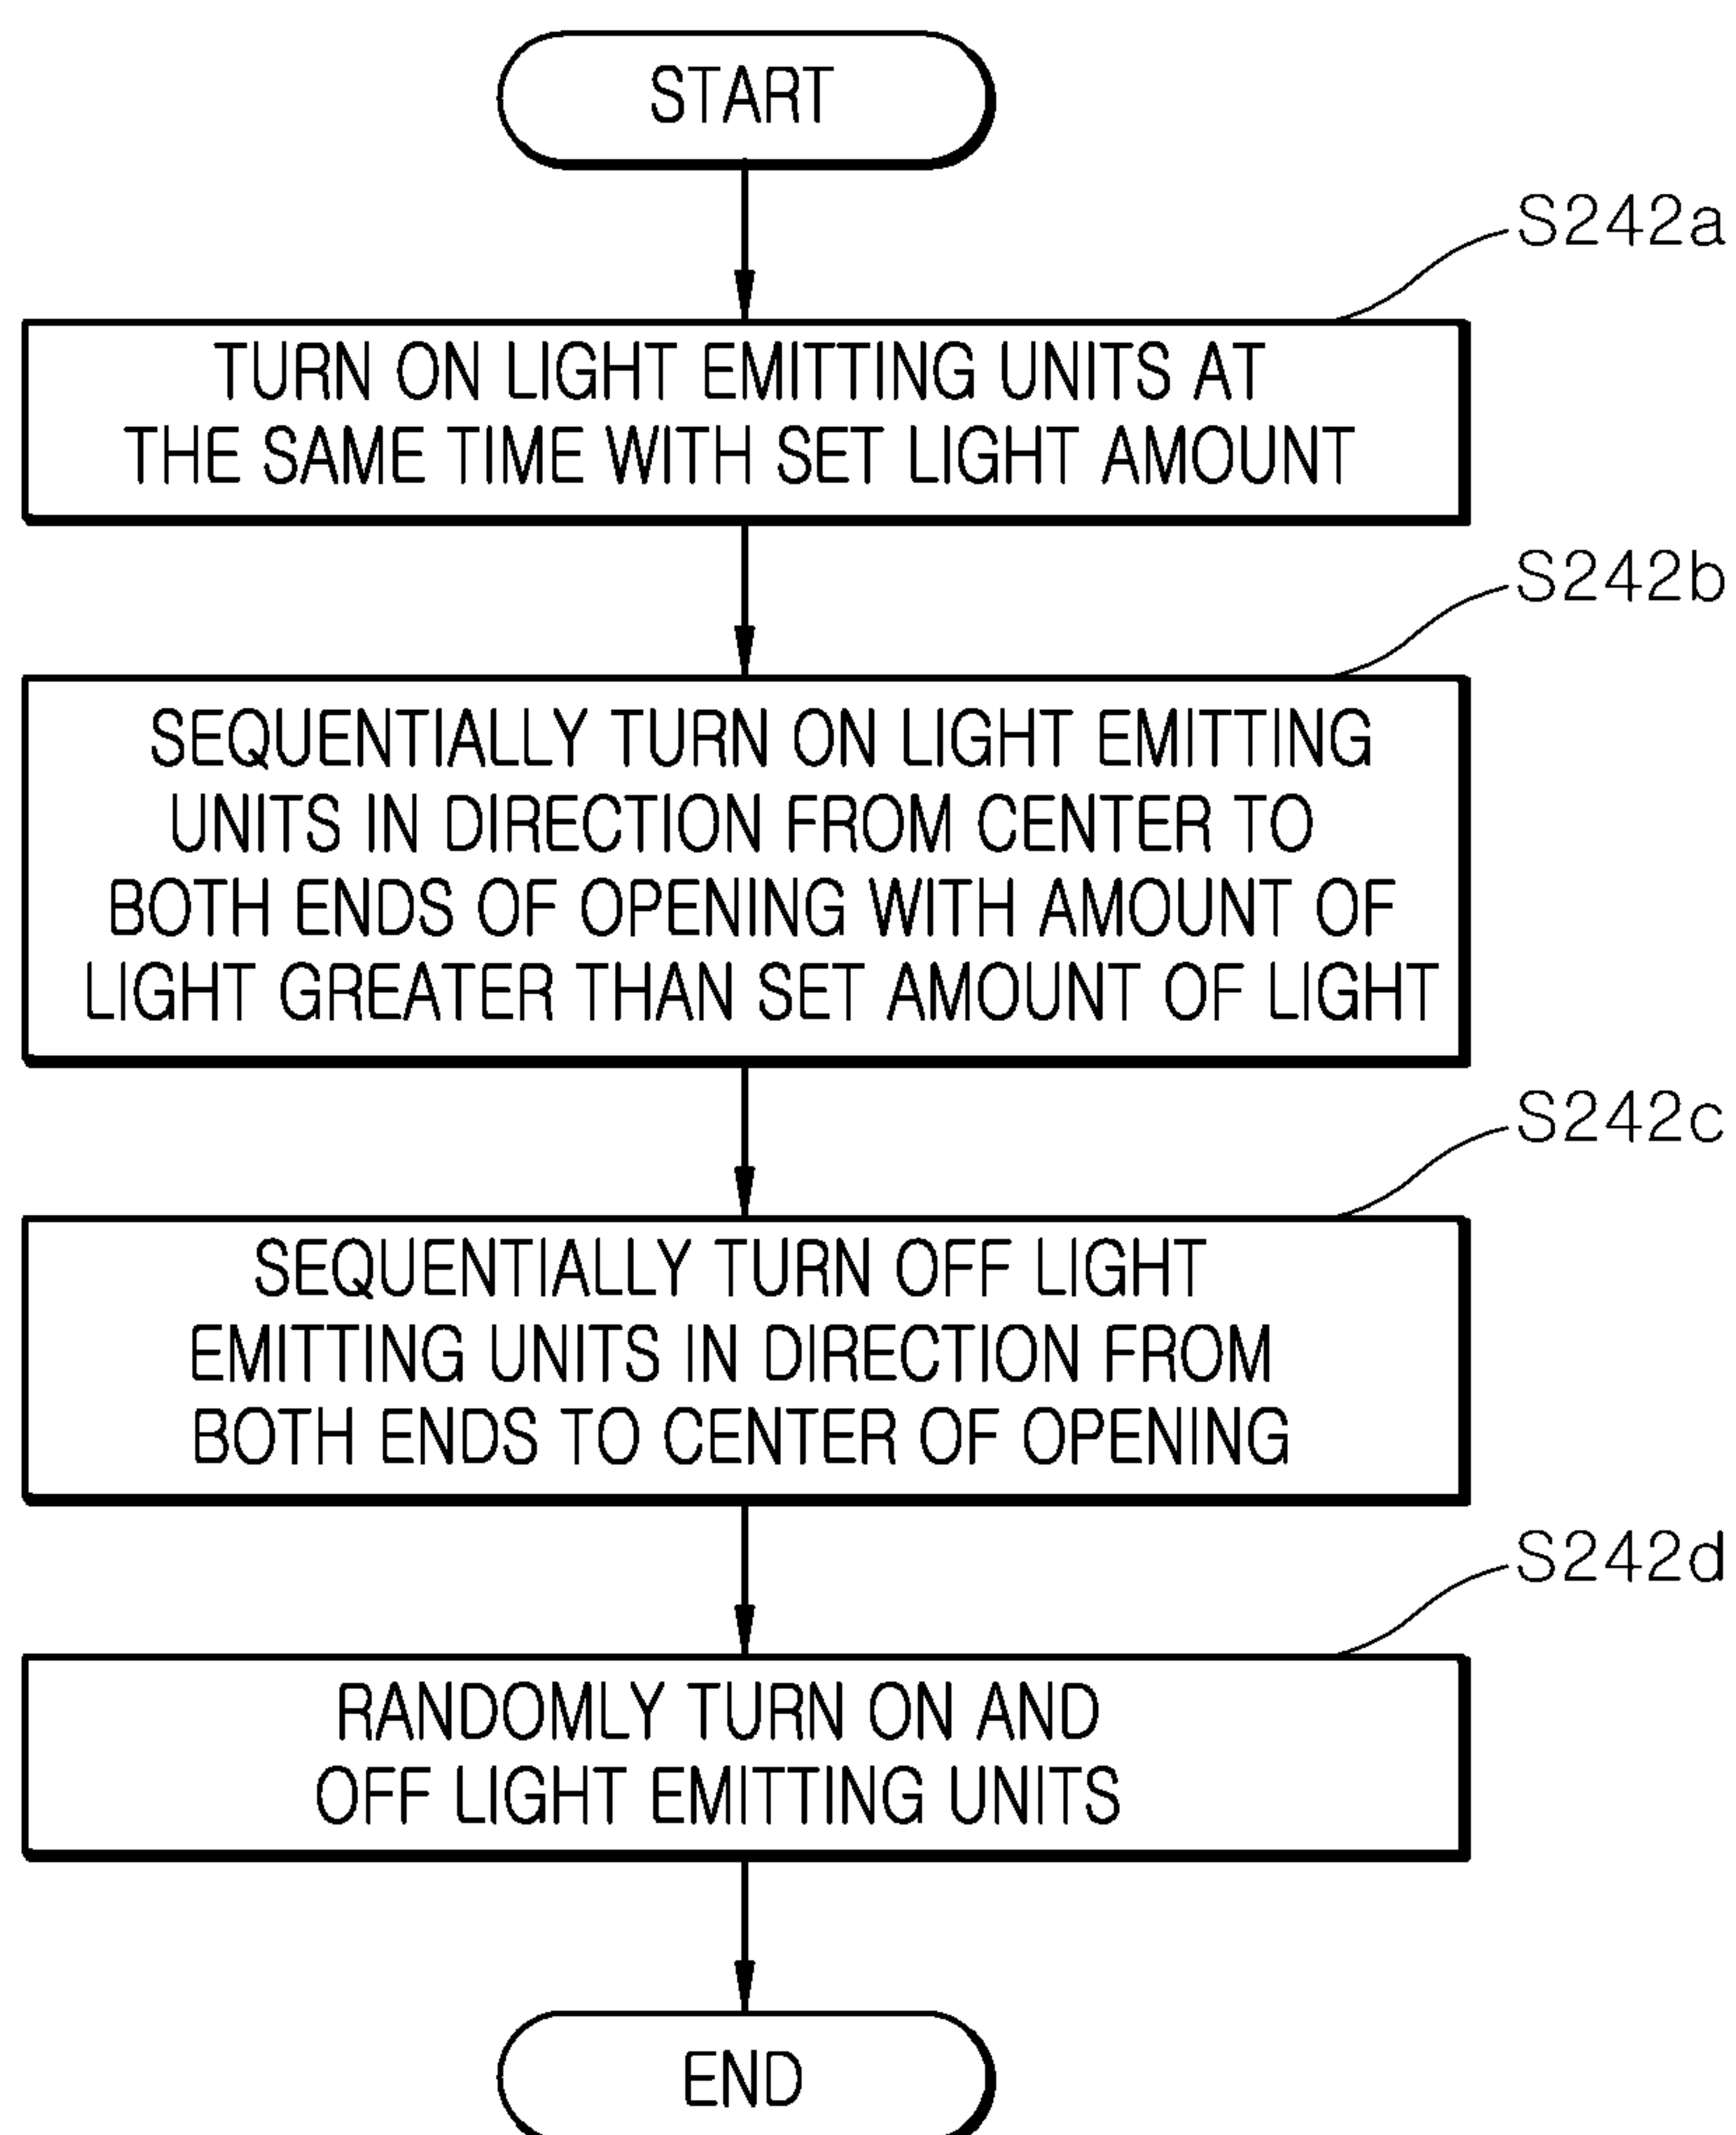 START
S242a
TURN ON LIGHT EMITTING UNITS AT
THE SAME TIME WITH SET LIGHT AMOUNT
S242b
SEQUENTIALLY TURN ON LIGHT EMITTING
UNITS IN DIRECTION FROM CENTER TO
BOTH ENDS OF OPENING WITH AMOUNT OF
LIGHT GREATER THAN SET AMOUNT OF LIGHT
S242c
SEQUENTIALLY TURN OFF LIGHT
EMITTING UNITS IN DIRECTION FROM
BOTH ENDS TO CENTER OF OPENING
S242d
RANDOMLY TURN ON AND
OFF LIGHT EMITTING UNITS
END